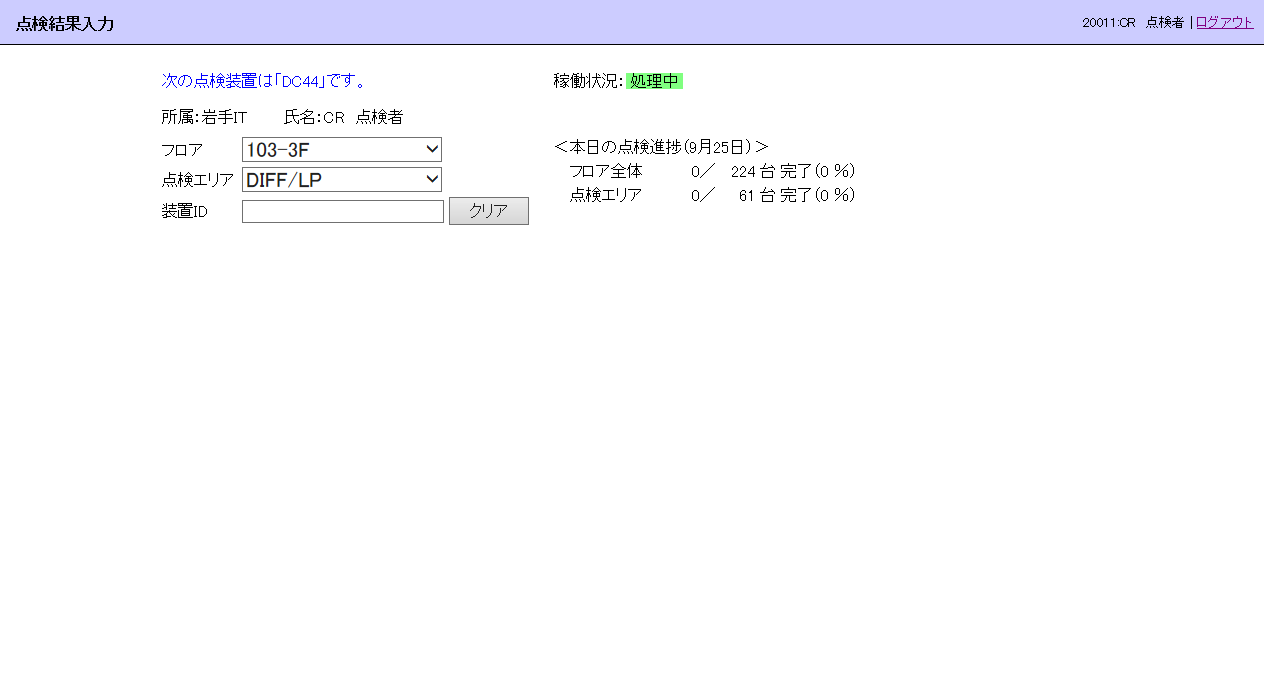 点検結果入力
20011:CR 点検者 | ログアウト
次の点検装置は「DC44」です。
稼働状況: 処理中
所属:岩手IT 氏名:CR 点検者
フロア 103-3F
点検エリア DIFF/LP
装置ID クリア
＜本日の点検進捗(9月25日)＞
フロア全体 0／ 224 台 完了(0 %)
点検エリア 0／ 61 台 完了(0 %)